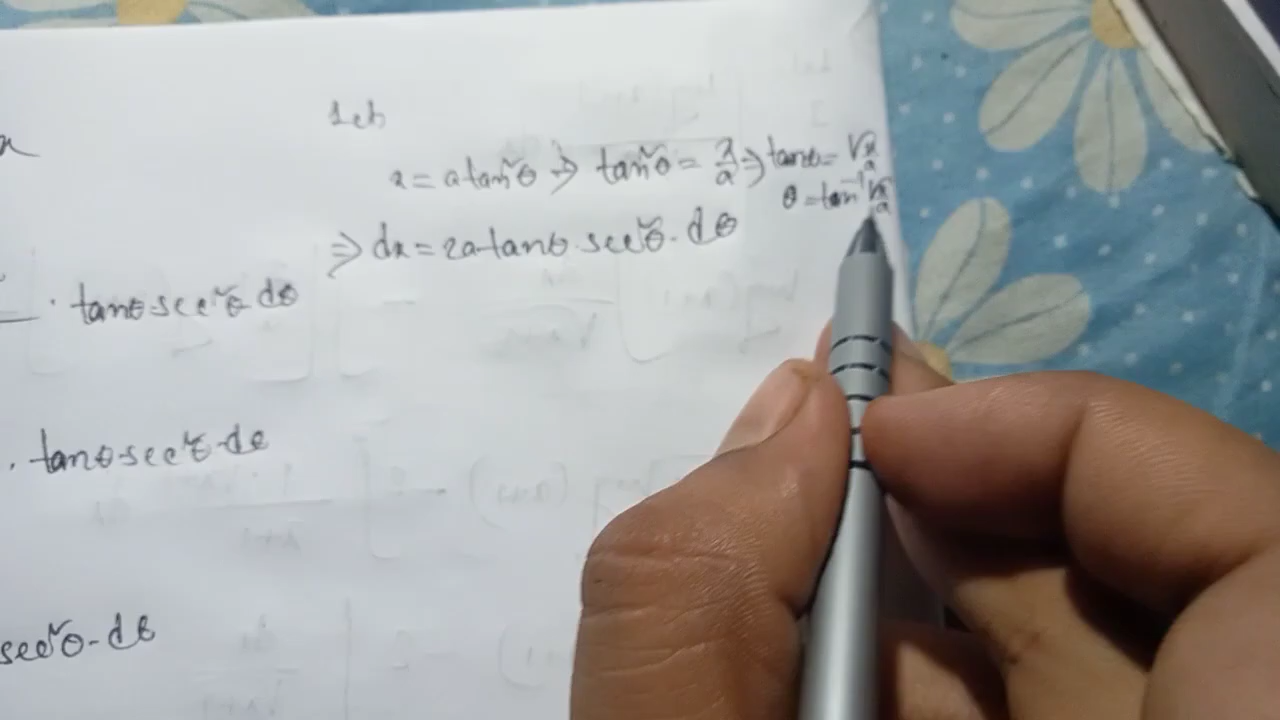 Let
x = a tan²θ ⇒ tan²θ = x/a ⇒ tanθ = √x/a
θ = tan⁻¹ √x/a
⇒ dx = 2a tanθ · sec²θ · dθ
· tanθ sec²θ dθ
· tanθ · sec²θ · dθ
sec²θ · dθ